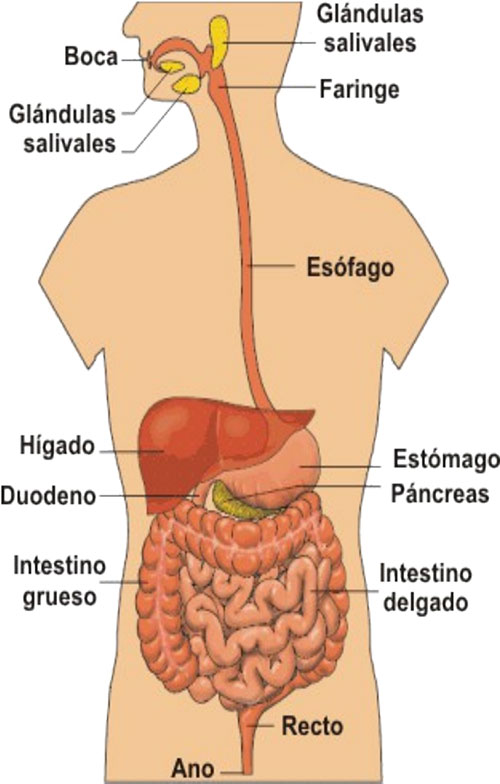 Glándulas
salivales
Boca
Faringe
Glándulas
salivales
Esófago
Hígado
Estómago
Duodeno
Páncreas
Intestino
grueso
Intestino
delgado
Recto
Ano